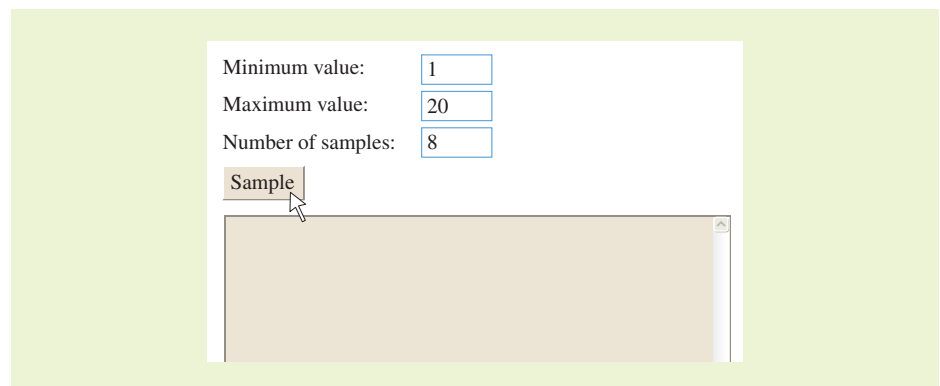 Minimum value: 1
Maximum value: 20
Number of samples: 8
Sample